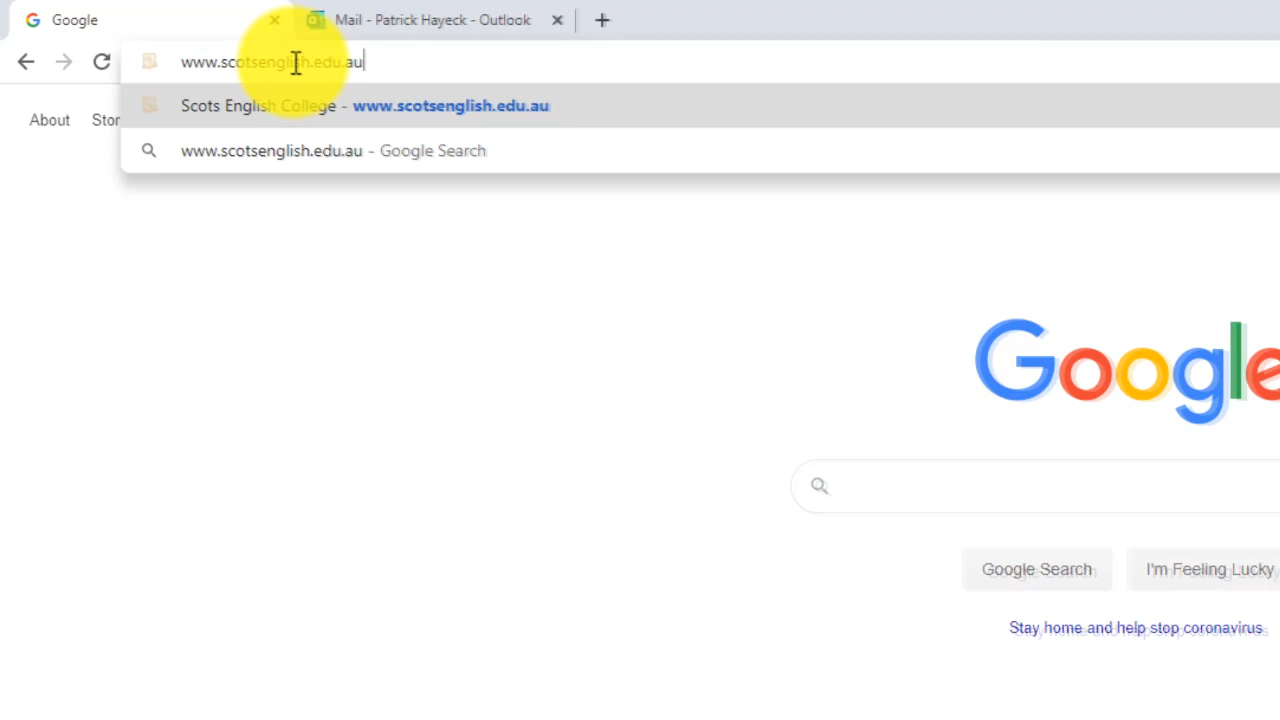 Google
Mail - Patrick Hayeck - Outlook
www.scotsenglish.edu.au
Scots English College - www.scotsenglish.edu.au
www.scotsenglish.edu.au - Google Search
About
Google
Google Search
I'm Feeling Lucky
Stay home and help stop coronavirus